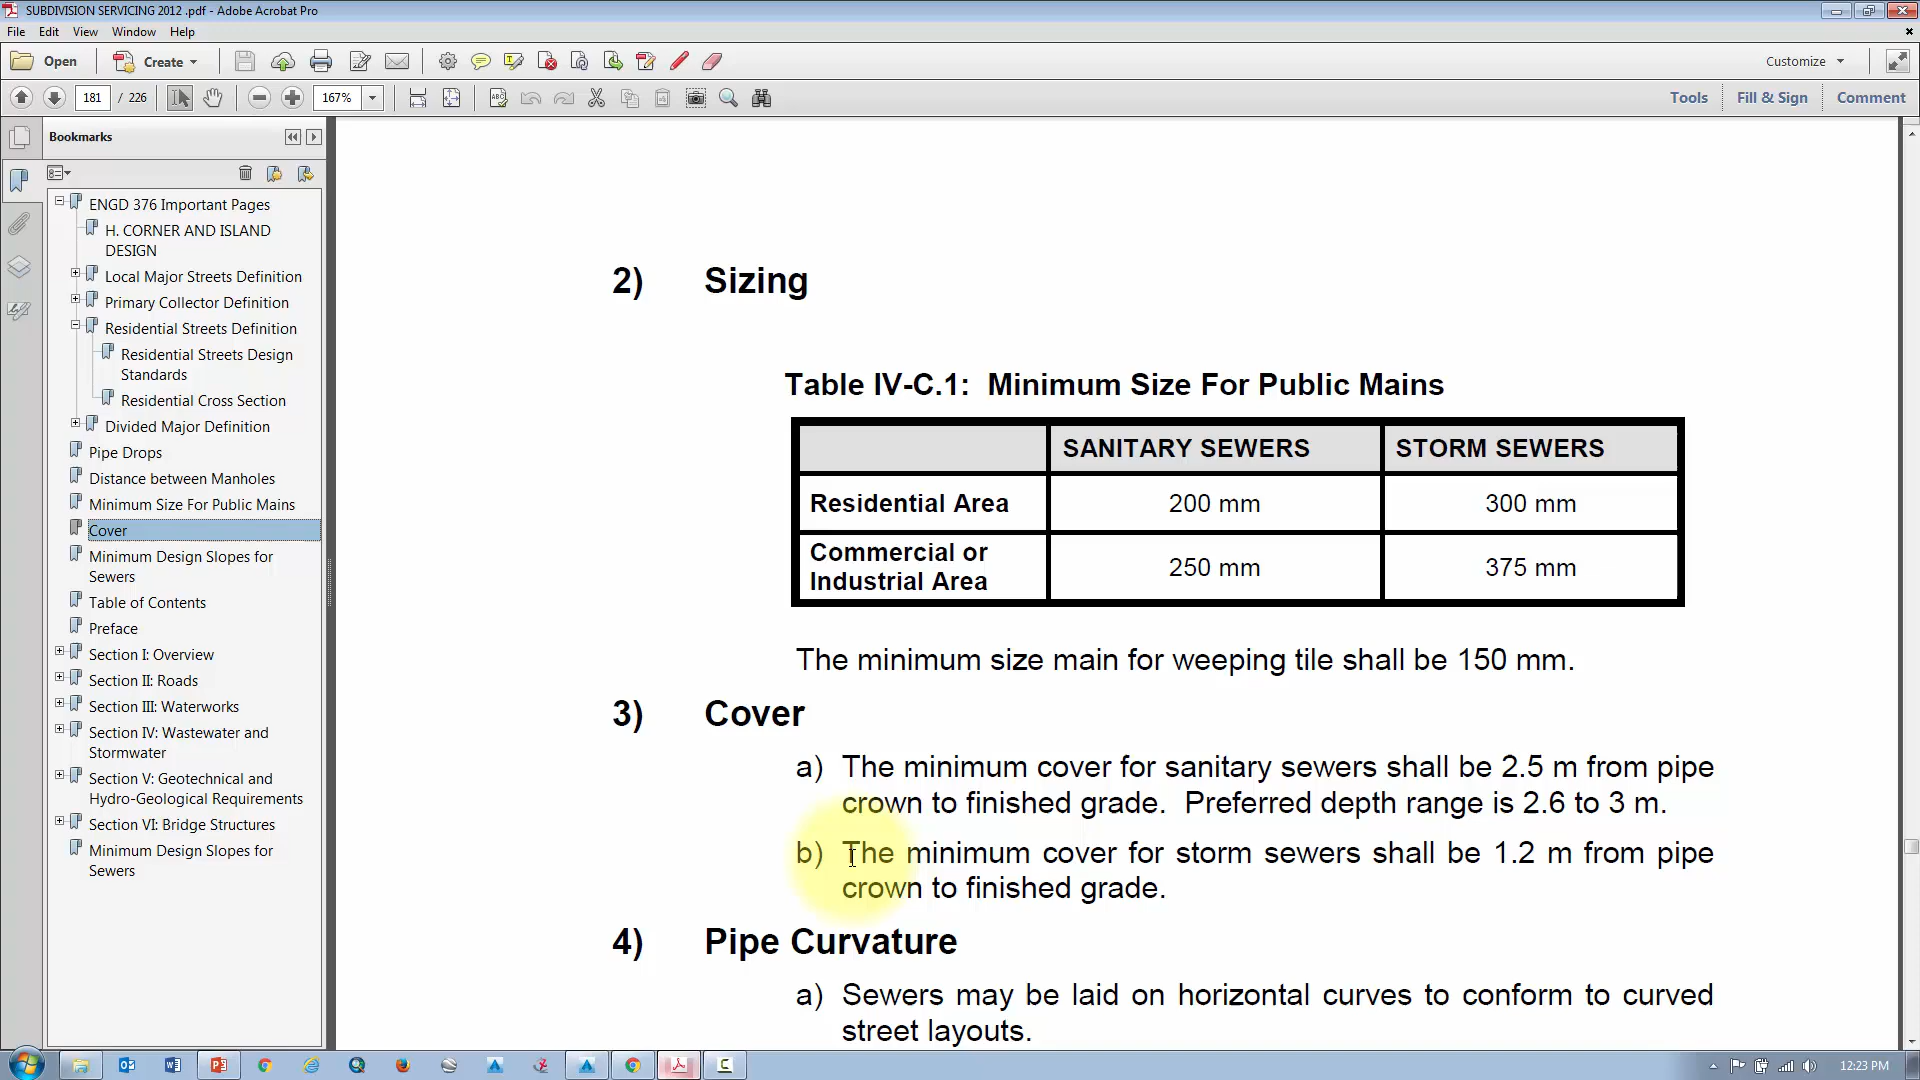 SUBDIVISION SERVICING 2012 .pdf - Adobe Acrobat Pro
File Edit View Window Help
Open Create Customize
181 / 226 167% Tools Fill & Sign Comment
Bookmarks
ENGD 376 Important Pages
H. CORNER AND ISLAND
DESIGN
Local Major Streets Definition
Primary Collector Definition
Residential Streets Definition
Residential Streets Design
Standards
Residential Cross Section
Divided Major Definition
Pipe Drops
Distance between Manholes
Minimum Size For Public Mains
Cover
Minimum Design Slopes for
Sewers
Table of Contents
Preface
Section I: Overview
Section II: Roads
Section III: Waterworks
Section IV: Wastewater and
Stormwater
Section V: Geotechnical and
Hydro-Geological Requirements
Section VI: Bridge Structures
Minimum Design Slopes for
Sewers
2) Sizing
Table IV-C.1: Minimum Size For Public Mains
SANITARY SEWERS STORM SEWERS
Residential Area 200 mm 300 mm
Commercial or
Industrial Area 250 mm 375 mm
The minimum size main for weeping tile shall be 150 mm.
3) Cover
a) The minimum cover for sanitary sewers shall be 2.5 m from pipe
crown to finished grade. Preferred depth range is 2.6 to 3 m.
b) The minimum cover for storm sewers shall be 1.2 m from pipe
crown to finished grade.
4) Pipe Curvature
a) Sewers may be laid on horizontal curves to conform to curved
street layouts.
12:23 PM